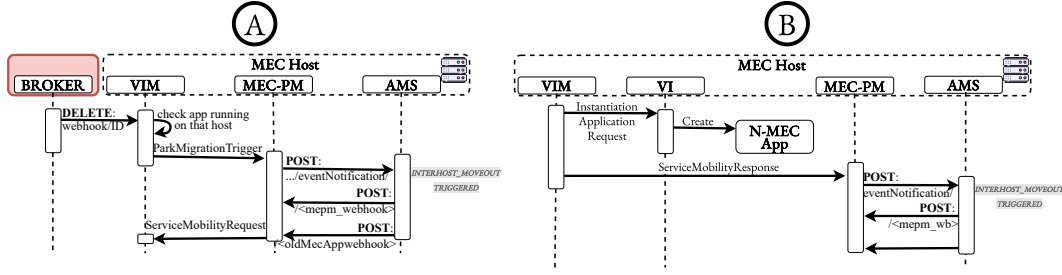 A
MEC Host
BROKER
VIM
MEC-PM
AMS
DELETE:
webhook/ID
check app running
on that host
ParkMigrationTrigger
POST:
.../eventNotification/
INTERHOST_MOVEOUT
TRIGGERED
POST:
/<mepm_webhook>
POST:
ServiceMobilityRequest
/<oldMecAppwebhook>
B
MEC Host
VIM
VI
MEC-PM
AMS
Instantiation
Application
Request
Create
N-MEC
App
ServiceMobilityResponse
POST:
eventNotification/
INTERHOST_MOVEOUT
TRIGGERED
POST:
/<mepm_wb>